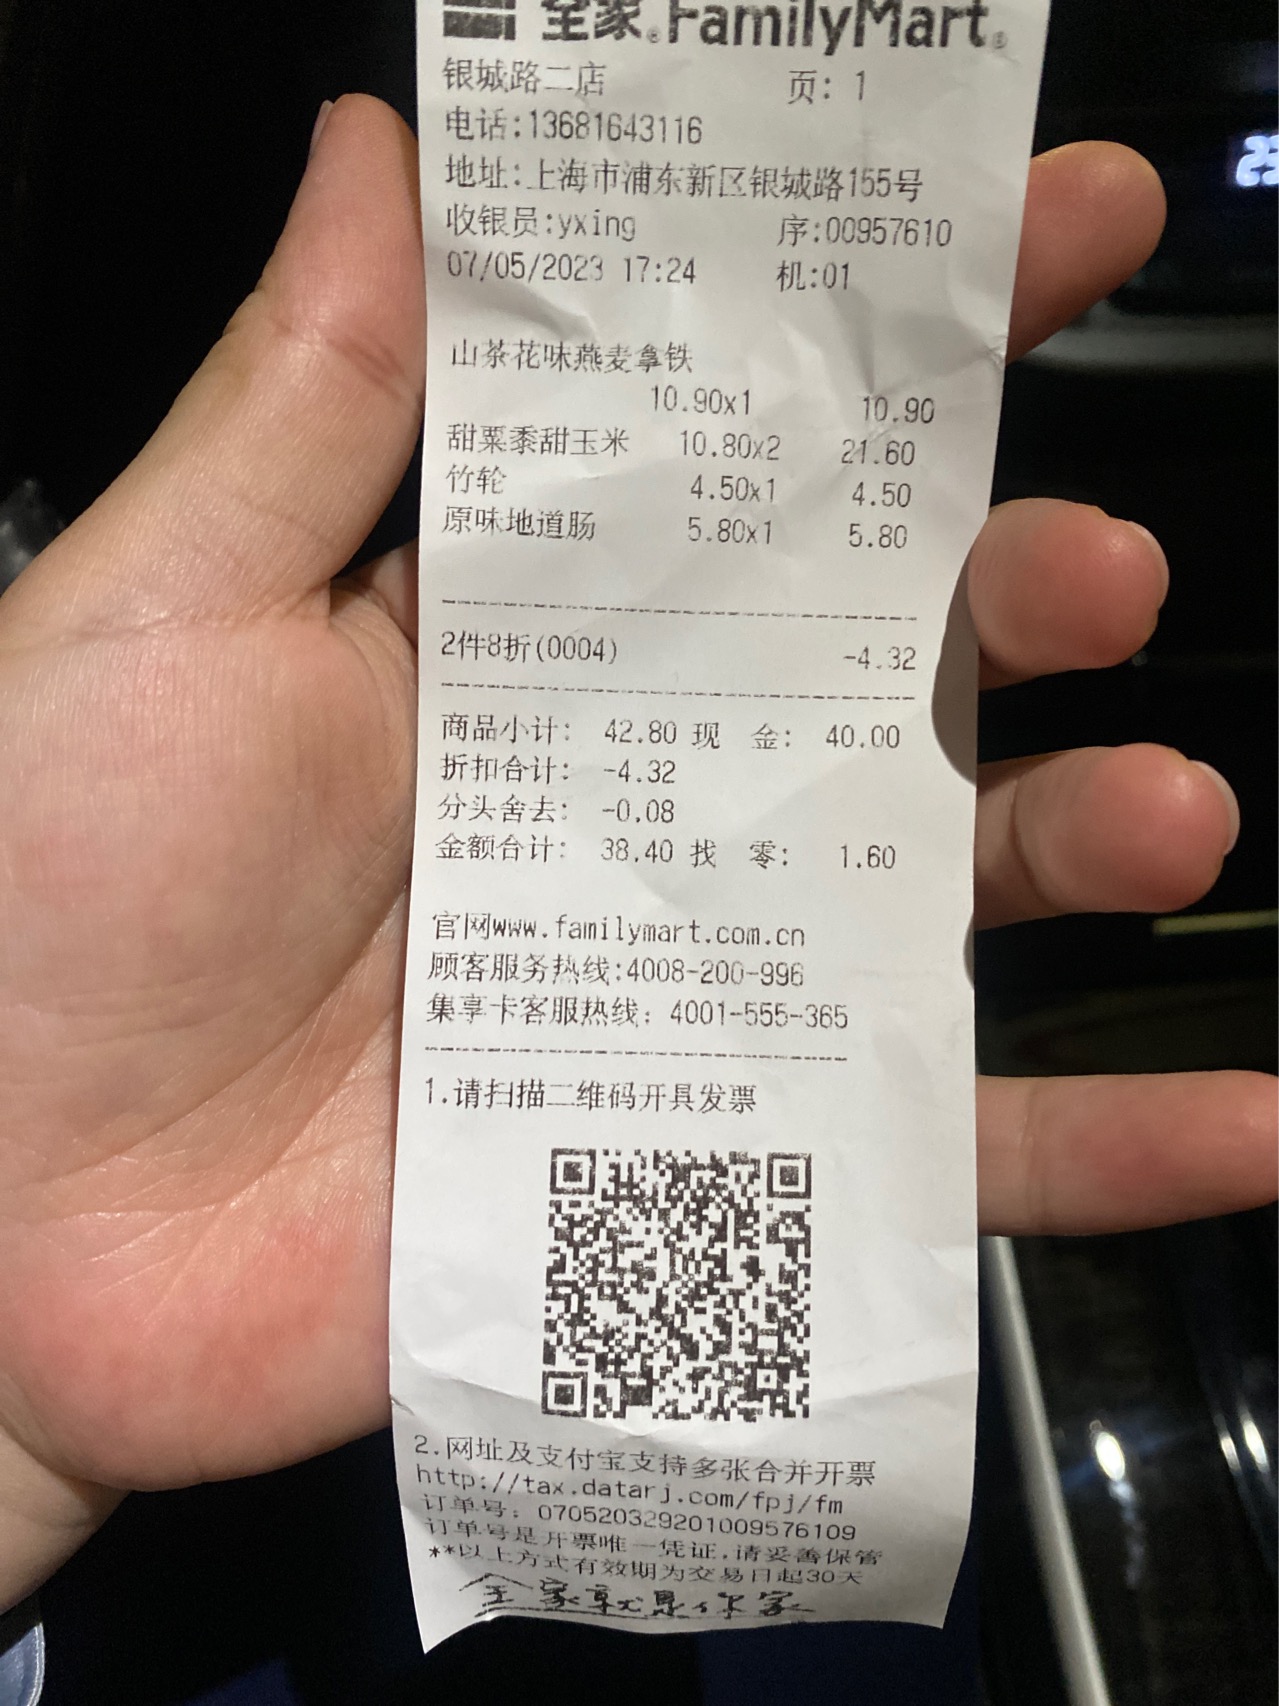 全家®FamilyMart®
银城路二店 页: 1
电话:13681643116
地址:上海市浦东新区银城路155号
收银员:yxing 序:00957610
07/05/2023 17:24 机:01
山茶花味燕麦拿铁
10.90x1 10.90
甜粟黍甜玉米 10.80x2 21.60
竹轮 4.50x1 4.50
原味地道肠 5.80x1 5.80
2件8折(0004) -4.32
商品小计: 42.80 现 金: 40.00
折扣合计: -4.32
分头舍去: -0.08
金额合计: 38.40 找 零: 1.60
官网www.familymart.com.cn
顾客服务热线:4008-200-996
集享卡客服热线: 4001-555-365
1.请扫描二维码开具发票
2.网址及支付宝支持多张合并开票
http://tax.datarj.com/fpj/fm
订单号: 070520329201009576109
订单号是开票唯一凭证,请妥善保管
**以上方式有效期为交易日起30天
全家就是你家